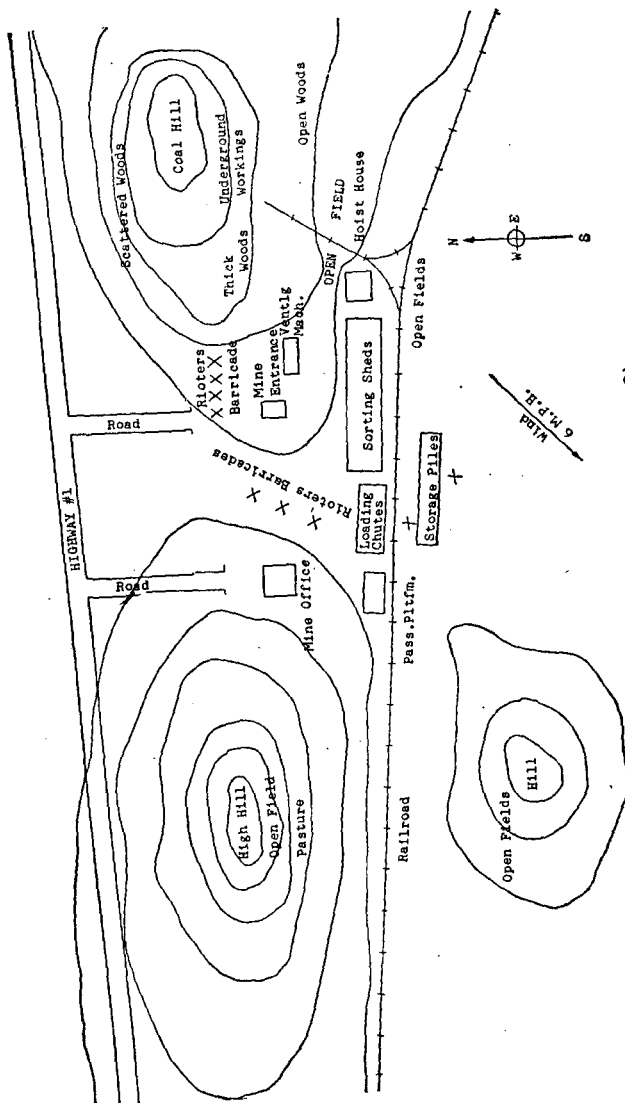 HIGHWAY #1
Road
Road
Scattered Woods
Coal Hill
Underground
Workings
Thick
Woods
Open Woods
Rioters
Barricade
X X X X
X X X X
Mine
Entrance
Ventlg
Mach.
OPEN FIELD
Hoist House
Rioters Barricades
X
X
X
Mine Office
High Hill
Open Field
Pasture
Sorting Sheds
Loading
Chutes
Pass.Pltfm.
Railroad
Open Fields
Storage Piles
X
X
Wind
6 M.P.H.
N
W E
S
Hill
Open Fields